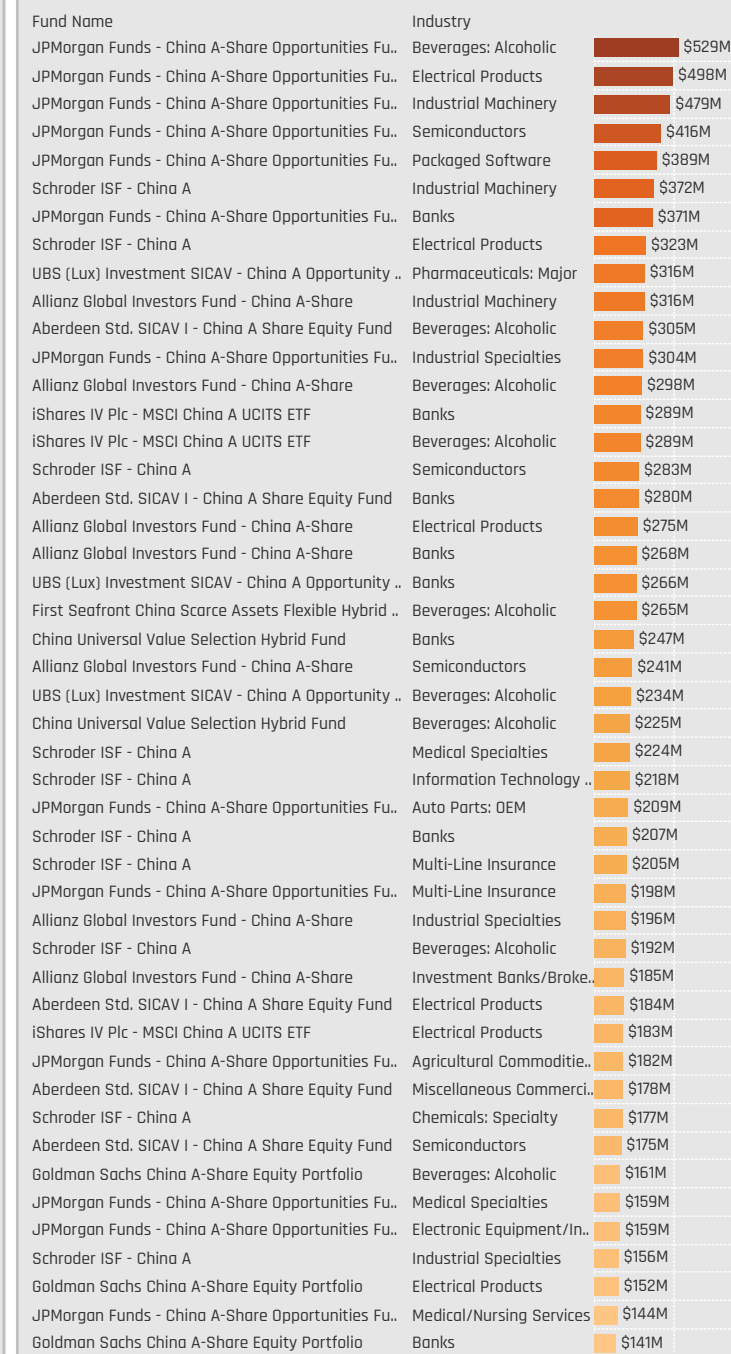 Fund Name Industry
JPMorgan Funds - China A-Share Opportunities Fu.. Beverages: Alcoholic $529M
JPMorgan Funds - China A-Share Opportunities Fu.. Electrical Products $498M
JPMorgan Funds - China A-Share Opportunities Fu.. Industrial Machinery $479M
JPMorgan Funds - China A-Share Opportunities Fu.. Semiconductors $416M
JPMorgan Funds - China A-Share Opportunities Fu.. Packaged Software $389M
Schroder ISF - China A Industrial Machinery $372M
JPMorgan Funds - China A-Share Opportunities Fu.. Banks $371M
Schroder ISF - China A Electrical Products $323M
UBS (Lux) Investment SICAV - China A Opportunity .. Pharmaceuticals: Major $316M
Allianz Global Investors Fund - China A-Share Industrial Machinery $316M
Aberdeen Std. SICAV I - China A Share Equity Fund Beverages: Alcoholic $305M
JPMorgan Funds - China A-Share Opportunities Fu.. Industrial Specialties $304M
Allianz Global Investors Fund - China A-Share Beverages: Alcoholic $298M
iShares IV Plc - MSCI China A UCITS ETF Banks $289M
iShares IV Plc - MSCI China A UCITS ETF Beverages: Alcoholic $289M
Schroder ISF - China A Semiconductors $283M
Aberdeen Std. SICAV I - China A Share Equity Fund Banks $280M
Allianz Global Investors Fund - China A-Share Electrical Products $275M
Allianz Global Investors Fund - China A-Share Banks $268M
UBS (Lux) Investment SICAV - China A Opportunity .. Banks $266M
First Seafront China Scarce Assets Flexible Hybrid .. Beverages: Alcoholic $265M
China Universal Value Selection Hybrid Fund Banks $247M
Allianz Global Investors Fund - China A-Share Semiconductors $241M
UBS (Lux) Investment SICAV - China A Opportunity .. Beverages: Alcoholic $234M
China Universal Value Selection Hybrid Fund Beverages: Alcoholic $225M
Schroder ISF - China A Medical Specialties $224M
Schroder ISF - China A Information Technology .. $218M
JPMorgan Funds - China A-Share Opportunities Fu.. Auto Parts: OEM $209M
Schroder ISF - China A Banks $207M
Schroder ISF - China A Multi-Line Insurance $205M
JPMorgan Funds - China A-Share Opportunities Fu.. Multi-Line Insurance $198M
Allianz Global Investors Fund - China A-Share Industrial Specialties $196M
Schroder ISF - China A Beverages: Alcoholic $192M
Allianz Global Investors Fund - China A-Share Investment Banks/Broke.. $185M
Aberdeen Std. SICAV I - China A Share Equity Fund Electrical Products $184M
iShares IV Plc - MSCI China A UCITS ETF Electrical Products $183M
JPMorgan Funds - China A-Share Opportunities Fu.. Agricultural Commoditie.. $182M
Aberdeen Std. SICAV I - China A Share Equity Fund Miscellaneous Commerci.. $178M
Schroder ISF - China A Chemicals: Specialty $177M
Aberdeen Std. SICAV I - China A Share Equity Fund Semiconductors $175M
Goldman Sachs China A-Share Equity Portfolio Beverages: Alcoholic $161M
JPMorgan Funds - China A-Share Opportunities Fu.. Medical Specialties $159M
JPMorgan Funds - China A-Share Opportunities Fu.. Electronic Equipment/In.. $159M
Schroder ISF - China A Industrial Specialties $156M
Goldman Sachs China A-Share Equity Portfolio Electrical Products $152M
JPMorgan Funds - China A-Share Opportunities Fu.. Medical/Nursing Services $144M
Goldman Sachs China A-Share Equity Portfolio Banks $141M